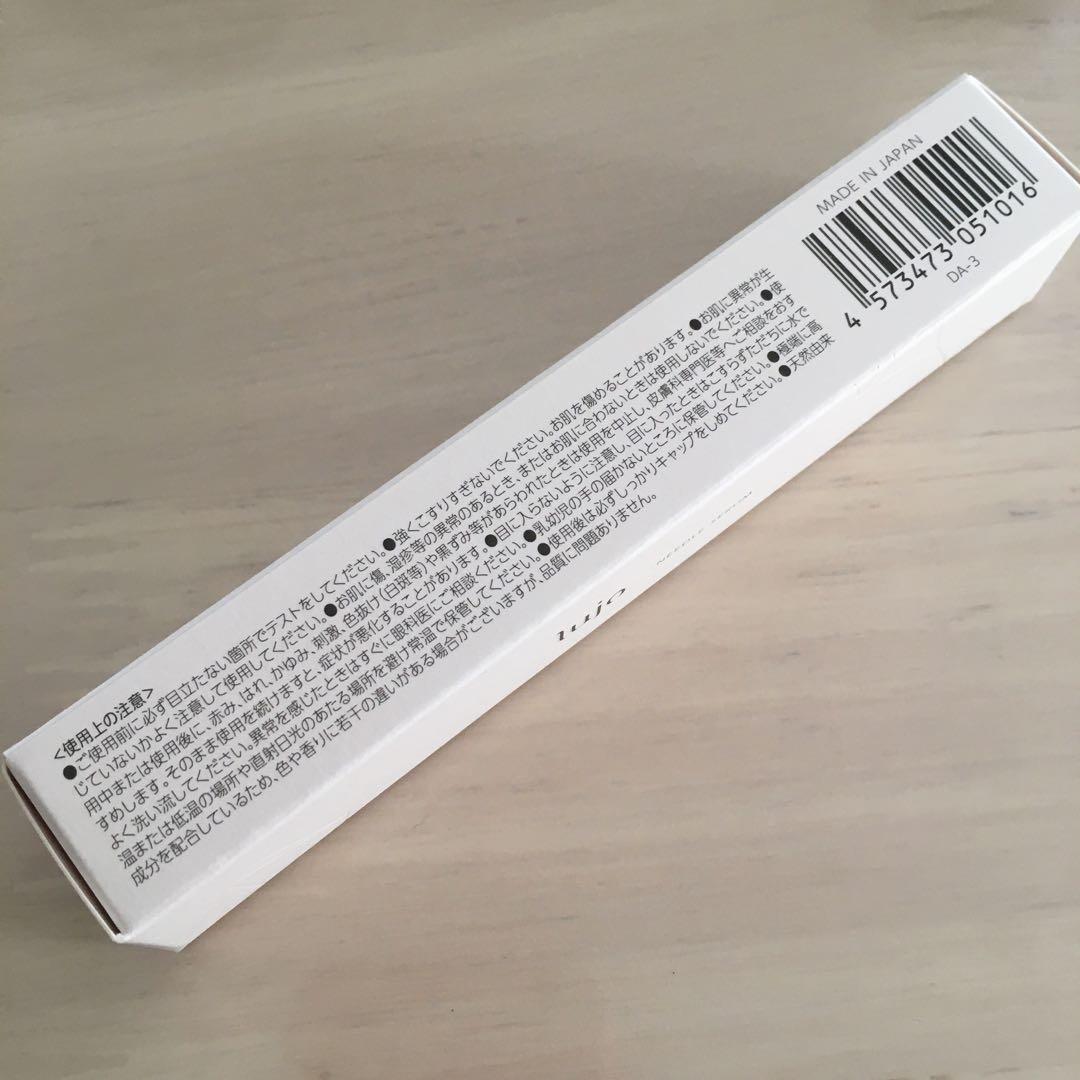 <使用上の注意>
●ご使用前に必ず目立たない箇所でテストをしてください。●強くこすりすぎないでください。お肌を傷めることがあります。●お肌に異常が生
じていないかよく注意して使用してください。●お肌に傷、湿疹等の異常のあるとき、またはお肌に合わないときは使用しないでください。●使
用中または使用後に、赤み、はれ、かゆみ、刺激、色抜け(白斑等)や黒ずみ等があらわれたときは使用を中止し、皮膚科専門医等へご相談をおす
すめします。そのまま使用を続けますと、症状が悪化することがあります。●目に入らないように注意し、目に入ったときはこすらずただちに水で
よく洗い流してください。異常を感じたときはすぐに眼科医にご相談ください。●乳幼児の手の届かないところに保管してください。●極端に高
温または低温の場所や直射日光のあたる場所を避け常温で保管してください。●使用後は必ずしっかりキャップをしめてください。●天然由来
成分を配合しているため、色や香りに若干の違いがある場合がございますが、品質に問題ありません。
MADE IN JAPAN
4 573473 051016
DA-3
lujo
NEEDLE SERUM